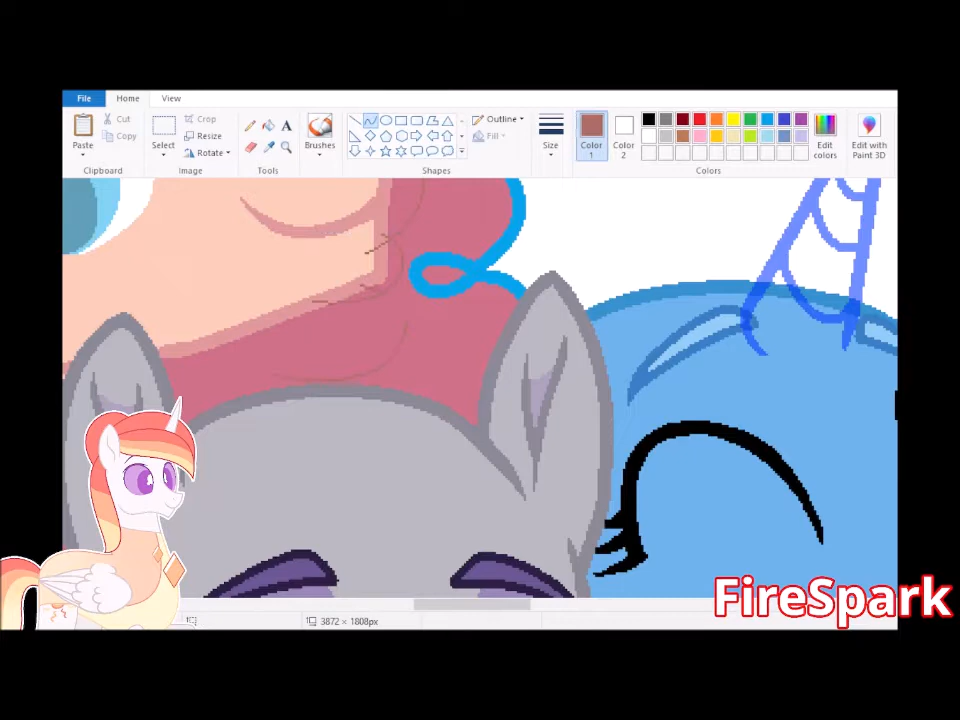 File Home View
Paste Cut Copy
Clipboard
Select Crop Resize Rotate
Image
A
Tools
Brushes
Outline
Fill
Shapes
Size
Color 1
Color 2
Edit colors
Edit with Paint 3D
Colors
3872 × 1808px
FireSpark